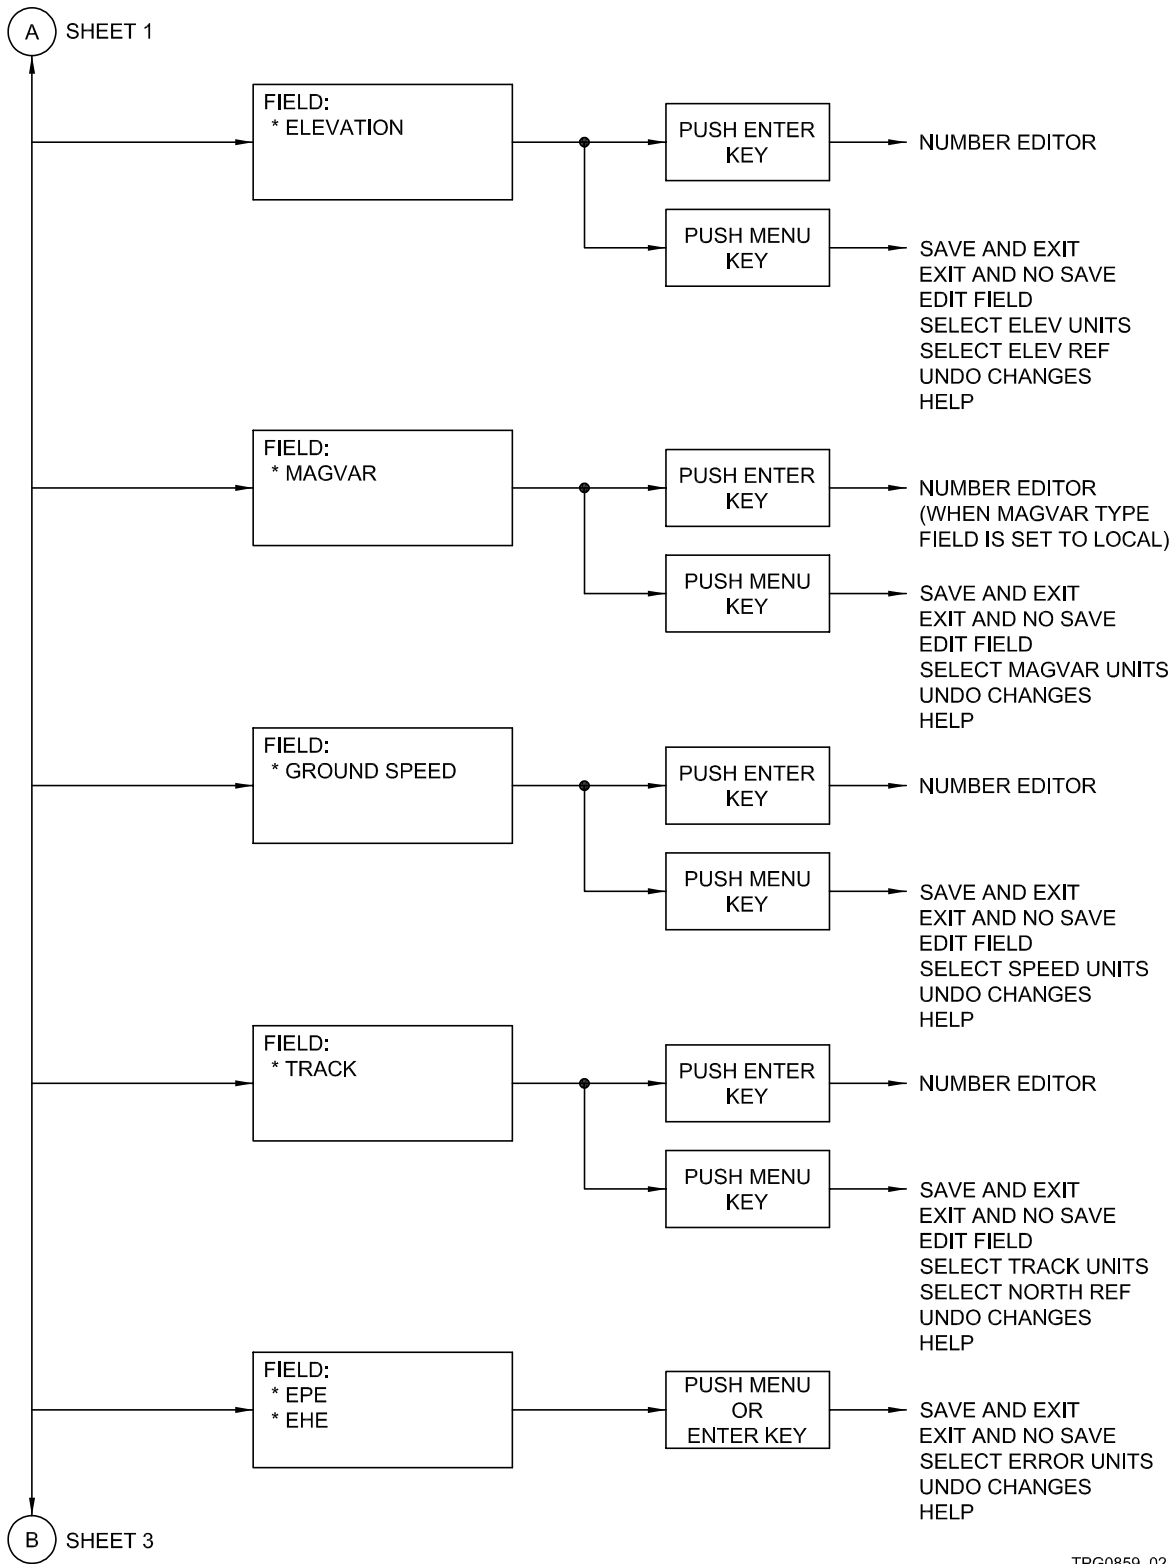 A SHEET 1
FIELD:
* ELEVATION
PUSH ENTER
KEY
NUMBER EDITOR
PUSH MENU
KEY
SAVE AND EXIT
EXIT AND NO SAVE
EDIT FIELD
SELECT ELEV UNITS
SELECT ELEV REF
UNDO CHANGES
HELP
FIELD:
* MAGVAR
PUSH ENTER
KEY
NUMBER EDITOR
(WHEN MAGVAR TYPE
FIELD IS SET TO LOCAL)
PUSH MENU
KEY
SAVE AND EXIT
EXIT AND NO SAVE
EDIT FIELD
SELECT MAGVAR UNITS
UNDO CHANGES
HELP
FIELD:
* GROUND SPEED
PUSH ENTER
KEY
NUMBER EDITOR
PUSH MENU
KEY
SAVE AND EXIT
EXIT AND NO SAVE
EDIT FIELD
SELECT SPEED UNITS
UNDO CHANGES
HELP
FIELD:
* TRACK
PUSH ENTER
KEY
NUMBER EDITOR
PUSH MENU
KEY
SAVE AND EXIT
EXIT AND NO SAVE
EDIT FIELD
SELECT TRACK UNITS
SELECT NORTH REF
UNDO CHANGES
HELP
FIELD:
* EPE
* EHE
PUSH MENU
OR
ENTER KEY
SAVE AND EXIT
EXIT AND NO SAVE
SELECT ERROR UNITS
UNDO CHANGES
HELP
B SHEET 3